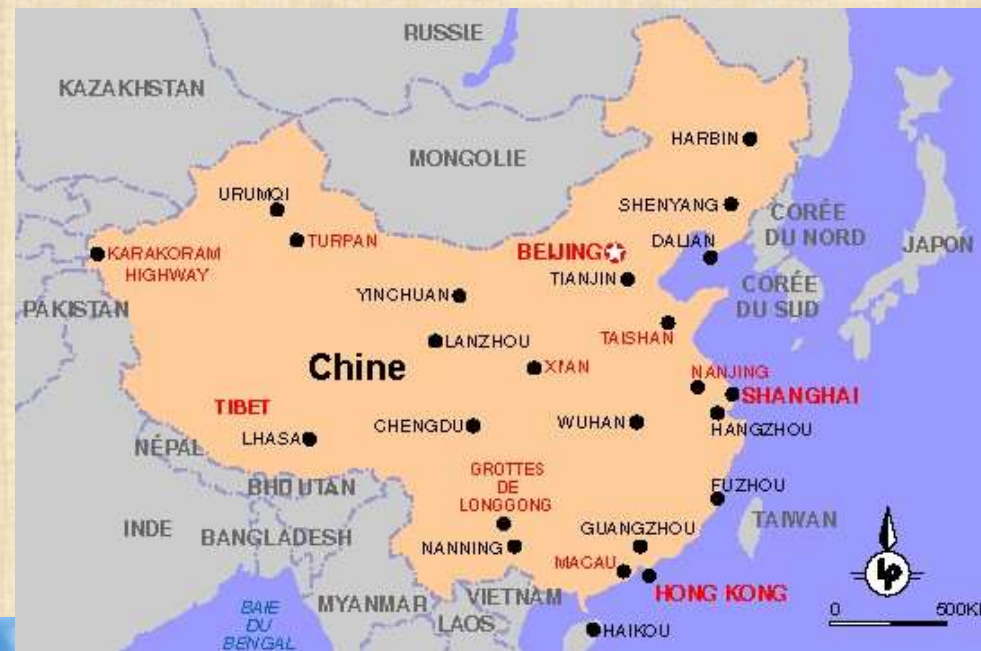 RUSSIE
KAZAKHSTAN
MONGOLIE
HARBIN
URUMQI
SHENYANG
CORÉE
DU NORD
TURPAN
BEIJING
DALIAN
JAPON
KARAKORAM
HIGHWAY
TIANJIN
YINCHUAN
CORÉE
DU SUD
PAKISTAN
TAISHAN
LANZHOU
Chine
XI'AN
NANJING
SHANGHAI
TIBET
CHENGDU
WUHAN
HANGZHOU
LHASA
NÉPAL
GROTTES
DE
LONGGONG
BHOUTAN
FUZHOU
TAIWAN
INDE
BANGLADESH
GUANGZHOU
NANNING
MACAU
HONG KONG
MYANMAR
VIETNAM
LAOS
BAIE
DU
BENGAL
HAIKOU
lp
0 500K